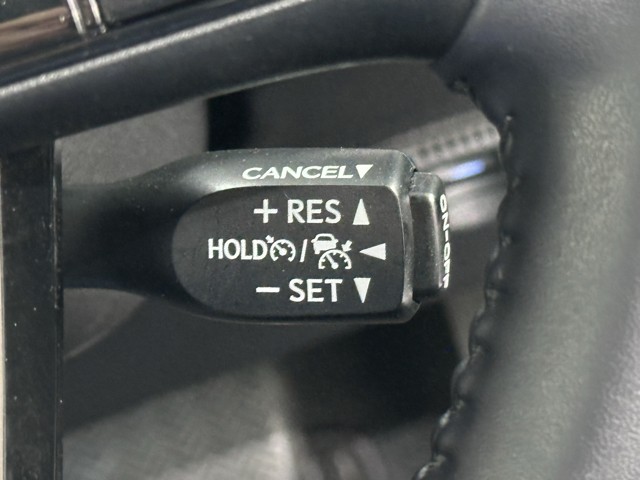 CANCEL▼
+ RES ▲
HOLD / ◀
− SET ▼
ON-OFF